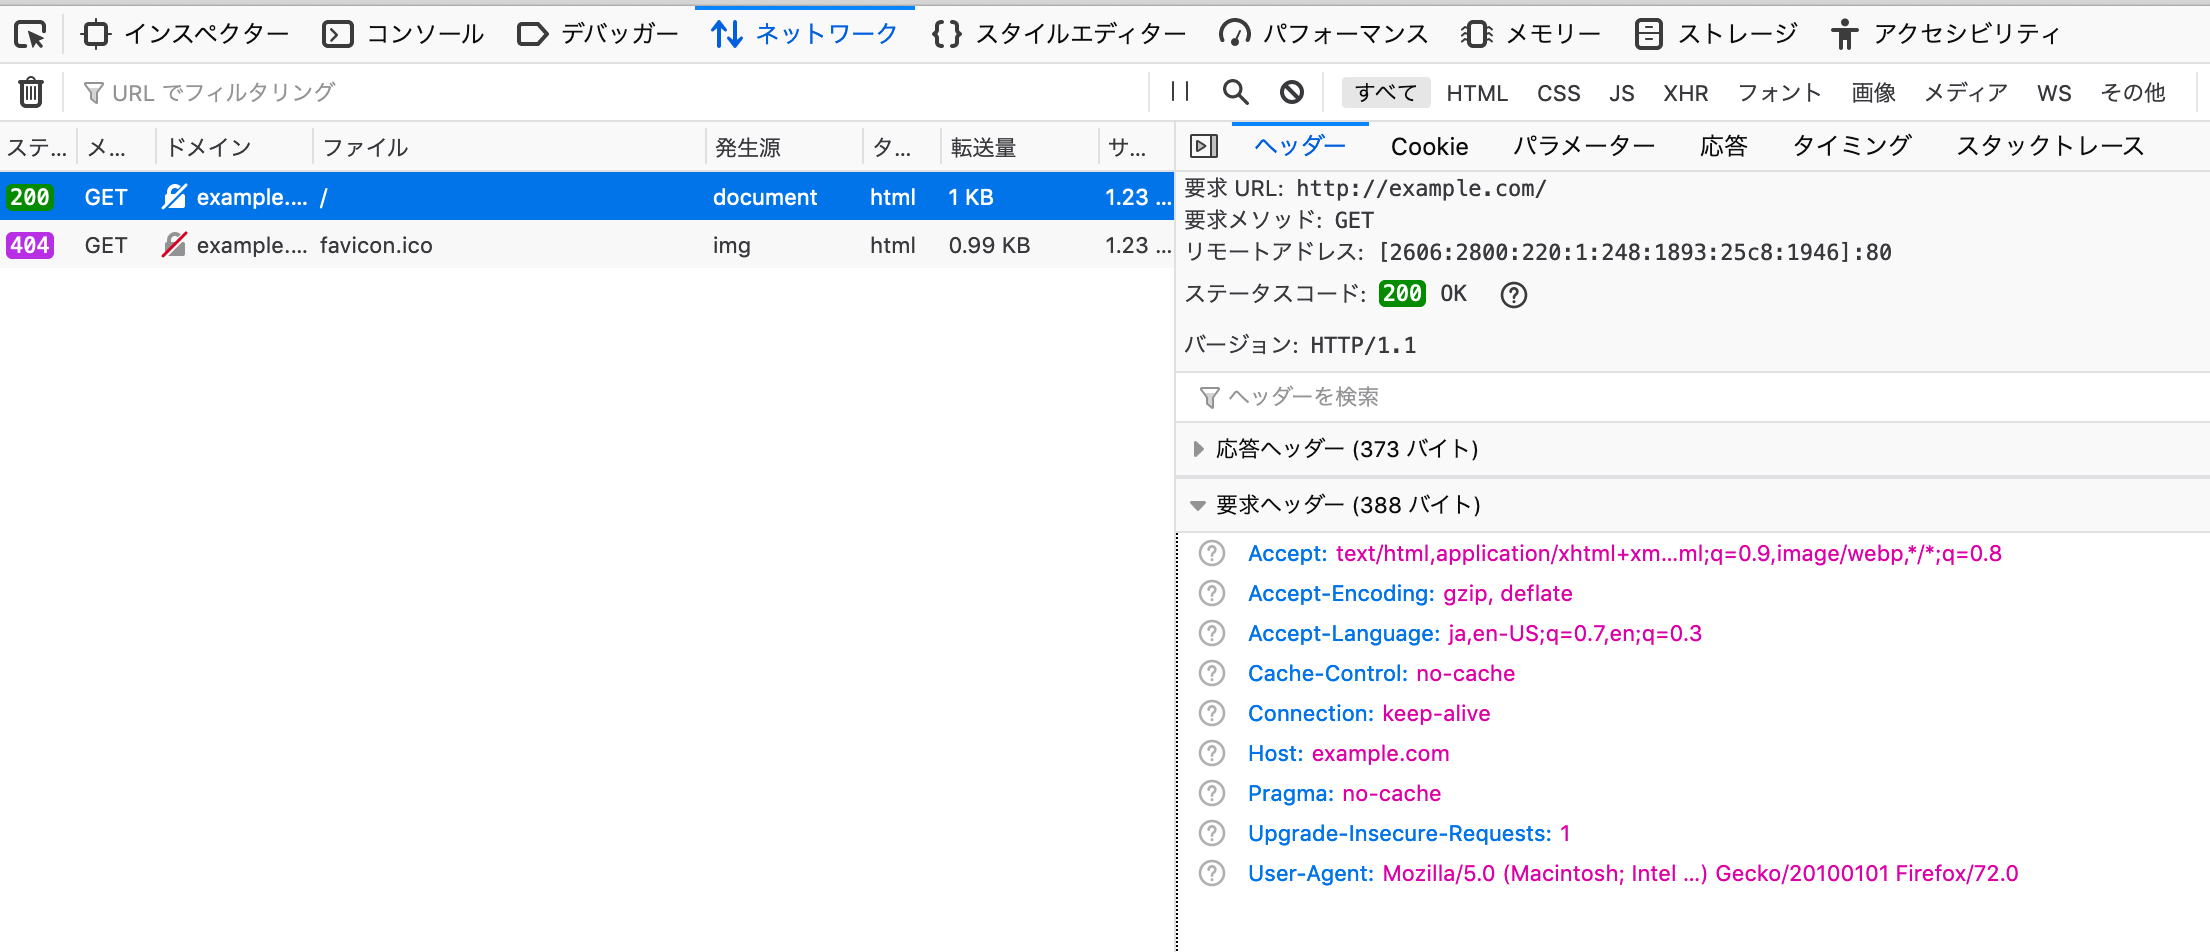 インスペクター コンソール デバッガー ネットワーク {} スタイルエディター パフォーマンス メモリー ストレージ アクセシビリティ
URL でフィルタリング すべて HTML CSS JS XHR フォント 画像 メディア WS その他
ステ... メ... ドメイン ファイル 発生源 タ... 転送量 サ...
200 GET example.... / document html 1 KB 1.23 ...
404 GET example.... favicon.ico img html 0.99 KB 1.23 ...
ヘッダー Cookie パラメーター 応答 タイミング スタックトレース
要求 URL: http://example.com/
要求メソッド: GET
リモートアドレス: [2606:2800:220:1:248:1893:25c8:1946]:80
ステータスコード: 200 OK ?
バージョン: HTTP/1.1
ヘッダーを検索
応答ヘッダー (373 バイト)
要求ヘッダー (388 バイト)
? Accept: text/html,application/xhtml+xm...ml;q=0.9,image/webp,*/*;q=0.8
? Accept-Encoding: gzip, deflate
? Accept-Language: ja,en-US;q=0.7,en;q=0.3
? Cache-Control: no-cache
? Connection: keep-alive
? Host: example.com
? Pragma: no-cache
? Upgrade-Insecure-Requests: 1
? User-Agent: Mozilla/5.0 (Macintosh; Intel ...) Gecko/20100101 Firefox/72.0